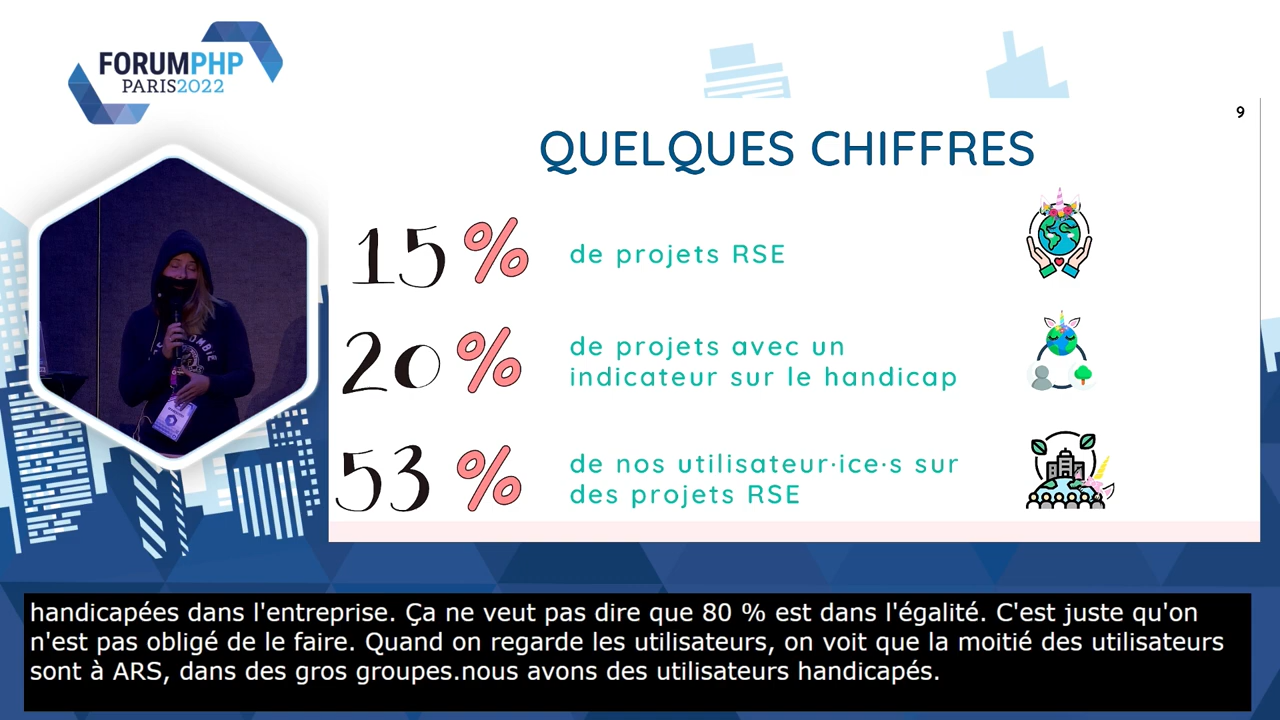 FORUMPHP
PARIS2022
9
QUELQUES CHIFFRES
15 %
de projets RSE
20 %
de projets avec un
indicateur sur le handicap
53 %
de nos utilisateur·ice·s sur
des projets RSE
handicapées dans l'entreprise. Ça ne veut pas dire que 80 % est dans l'égalité. C'est juste qu'on
n'est pas obligé de le faire. Quand on regarde les utilisateurs, on voit que la moitié des utilisateurs
sont à ARS, dans des gros groupes.nous avons des utilisateurs handicapés.